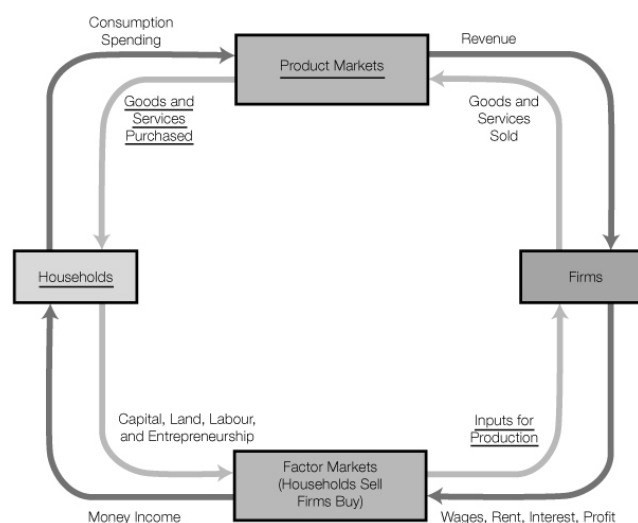 Consumption
Spending
Revenue
Product Markets
Goods and
Services
Purchased
Goods and
Services
Sold
Households
Firms
Capital, Land, Labour,
and Entrepreneurship
Inputs for
Production
Factor Markets
(Households Sell
Firms Buy)
Money Income
Wages, Rent, Interest, Profit